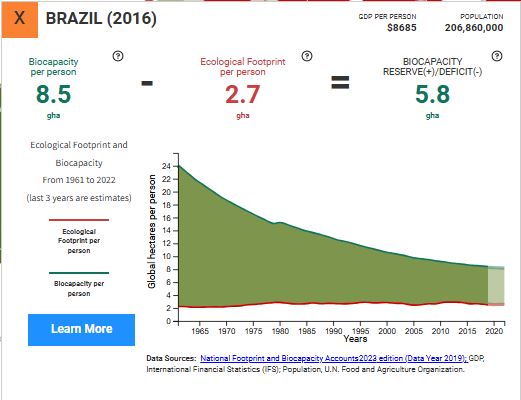 X
BRAZIL (2016)
GDP PER PERSON
$8685
POPULATION
206,860,000
Biocapacity
per person
?
8.5
gha
-
Ecological Footprint
per person
?
2.7
gha
=
BIOCAPACITY
RESERVE(+)/DEFICIT(-)
?
5.8
gha
Ecological Footprint and
Biocapacity
From 1961 to 2022
(last 3 years are estimates)
Ecological
Footprint per
person
Biocapacity per
person
Learn More
Global hectares per person
24
22
20
18
16
14
12
10
8
6
4
2
0
1965 1970 1975 1980 1985 1990 1995 2000 2005 2010 2015 2020
Years
Data Sources: National Footprint and Biocapacity Accounts2023 edition (Data Year 2019); GDP,
International Financial Statistics (IFS); Population, U.N. Food and Agriculture Organization.